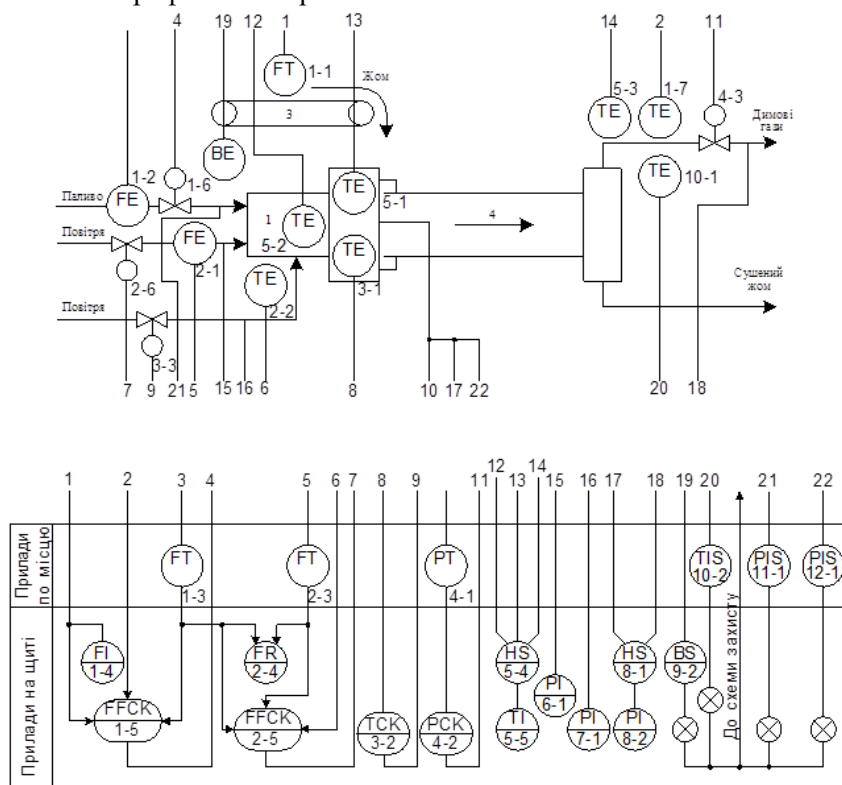 4 19 12 1 13 14 2 11
FT
1-1
Жом
5-3
1-7
4-3
TE
TE
3
Димові
гази
BE
1-2
1-6
TE
10-1
Паливо
FE
TE
TE
5-1
1
5-2
4
Повітря
FE
2-1
TE
3-1
TE
2-2
2-6
Сушений
жом
Повітря
3-3
7 9 21 5 15 16 6 8 10 17 22 20 18
1 2 3 4 5 6 7 8 9 11 12 13 14 15 16 17 18 19 20 21 22
Прилади
по місцю
FT
1-3
FT
2-3
PT
4-1
TIS
10-2
PIS
11-1
PIS
12-1
До схеми захисту
Прилади на щиті
FI
1-4
FR
2-4
HS
5-4
HS
8-1
BS
9-2
PI
6-1
FFCK
1-5
FFCK
2-5
TCK
3-2
PCK
4-2
TI
5-5
PI
7-1
PI
8-2